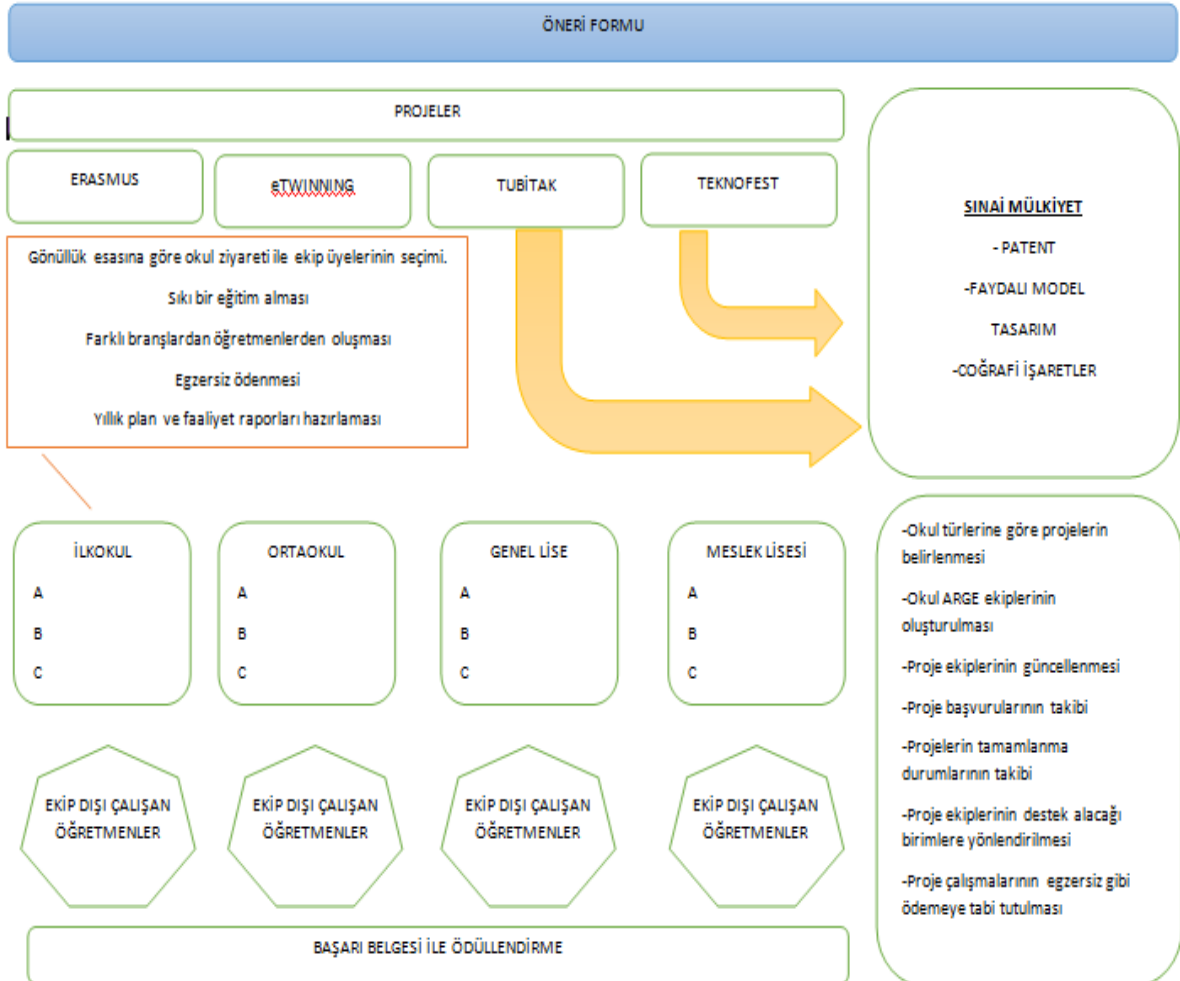 ÖNERİ FORMU
PROJELER
ERASMUS
eTWINNING
TUBİTAK
TEKNOFEST
SINAİ MÜLKİYET
- PATENT
-FAYDALI MODEL
TASARIM
-COĞRAFİ İŞARETLER
Gönüllük esasına göre okul ziyareti ile ekip üyelerinin seçimi.
Sıkı bir eğitim alması
Farklı branşlardan öğretmenlerden oluşması
Egzersiz ödenmesi
Yıllık plan ve faaliyet raporları hazırlaması
İLKOKUL
A
B
C
ORTAOKUL
A
B
C
GENEL LİSE
A
B
C
MESLEK LİSESİ
A
B
C
-Okul türlerine göre projelerin
belirlenmesi
-Okul ARGE ekiplerinin
oluşturulması
-Proje ekiplerinin güncellenmesi
-Proje başvurularının takibi
-Projelerin tamamlanma
durumlarının takibi
-Proje ekiplerinin destek alacağı
birimlere yönlendirilmesi
-Proje çalışmalarının egzersiz gibi
ödemeye tabi tutulması
EKİP DIŞI ÇALIŞAN
ÖĞRETMENLER
EKİP DIŞI ÇALIŞAN
ÖĞRETMENLER
EKİP DIŞI ÇALIŞAN
ÖĞRETMENLER
EKİP DIŞI ÇALIŞAN
ÖĞRETMENLER
BAŞARI BELGESİ İLE ÖDÜLLENDİRME